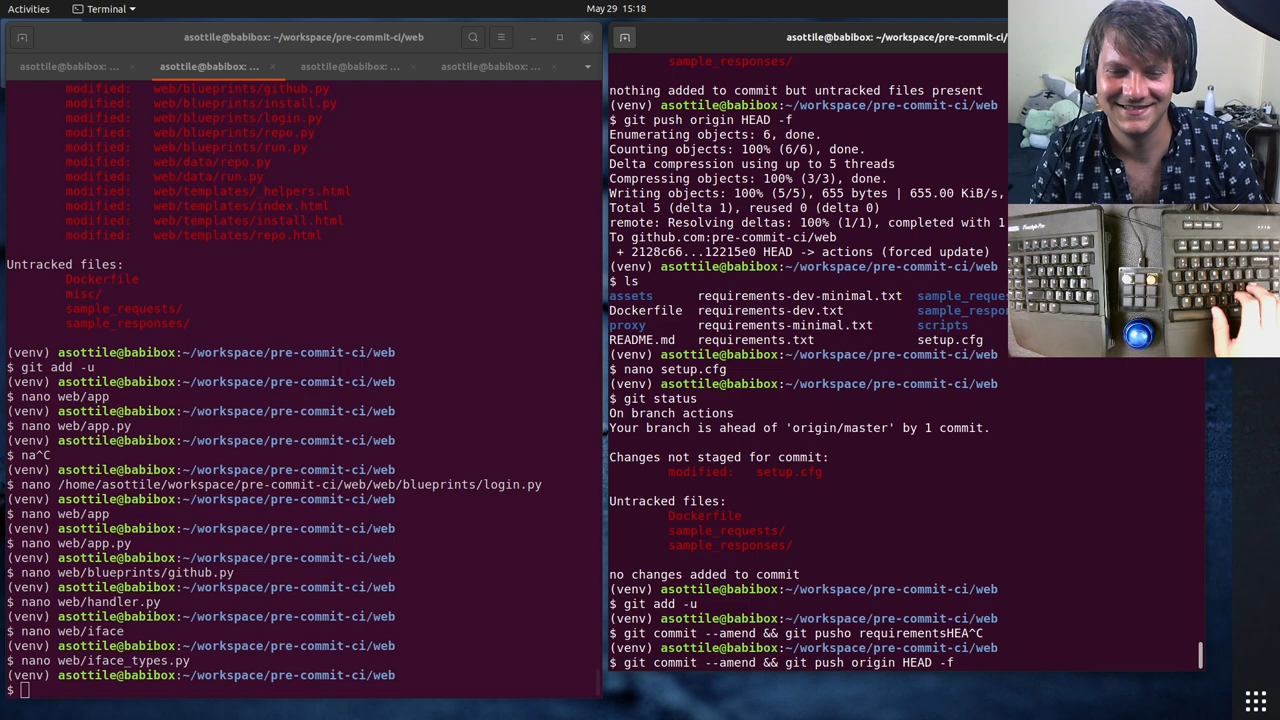 Activities
Terminal
May 29 15:18
asottile@babibox: ~/workspace/pre-commit-ci/web
asottile@babibox: ...
asottile@babibox: ...
asottile@babibox: ...
asottile@babibox: ...
modified: web/blueprints/github.py
modified: web/blueprints/install.py
modified: web/blueprints/login.py
modified: web/blueprints/repo.py
modified: web/blueprints/run.py
modified: web/data/repo.py
modified: web/data/run.py
modified: web/templates/_helpers.html
modified: web/templates/index.html
modified: web/templates/install.html
modified: web/templates/repo.html
Untracked files:
Dockerfile
misc/
sample_requests/
sample_responses/
(venv) asottile@babibox:~/workspace/pre-commit-ci/web
$ git add -u
(venv) asottile@babibox:~/workspace/pre-commit-ci/web
$ nano web/app
(venv) asottile@babibox:~/workspace/pre-commit-ci/web
$ nano web/app.py
(venv) asottile@babibox:~/workspace/pre-commit-ci/web
$ na^C
(venv) asottile@babibox:~/workspace/pre-commit-ci/web
$ nano /home/asottile/workspace/pre-commit-ci/web/web/blueprints/login.py
(venv) asottile@babibox:~/workspace/pre-commit-ci/web
$ nano web/app
(venv) asottile@babibox:~/workspace/pre-commit-ci/web
$ nano web/app.py
(venv) asottile@babibox:~/workspace/pre-commit-ci/web
$ nano web/blueprints/github.py
(venv) asottile@babibox:~/workspace/pre-commit-ci/web
$ nano web/handler.py
(venv) asottile@babibox:~/workspace/pre-commit-ci/web
$ nano web/iface
(venv) asottile@babibox:~/workspace/pre-commit-ci/web
$ nano web/iface_types.py
(venv) asottile@babibox:~/workspace/pre-commit-ci/web
$
asottile@babibox: ~/workspace/pre-commit-ci/
sample_responses/
nothing added to commit but untracked files present
(venv) asottile@babibox:~/workspace/pre-commit-ci/web
$ git push origin HEAD -f
Enumerating objects: 6, done.
Counting objects: 100% (6/6), done.
Delta compression using up to 5 threads
Compressing objects: 100% (3/3), done.
Writing objects: 100% (5/5), 655 bytes | 655.00 KiB/s,
Total 5 (delta 1), reused 0 (delta 0)
remote: Resolving deltas: 100% (1/1), completed with 1
To github.com:pre-commit-ci/web
+ 2128c66...12215e0 HEAD -> actions (forced update)
(venv) asottile@babibox:~/workspace/pre-commit-ci/web
$ ls
assets requirements-dev-minimal.txt sample_reque
Dockerfile requirements-dev.txt sample_respon
proxy requirements-minimal.txt scripts
README.md requirements.txt setup.cfg
(venv) asottile@babibox:~/workspace/pre-commit-ci/web
$ nano setup.cfg
(venv) asottile@babibox:~/workspace/pre-commit-ci/web
$ git status
On branch actions
Your branch is ahead of 'origin/master' by 1 commit.
Changes not staged for commit:
modified: setup.cfg
Untracked files:
Dockerfile
sample_requests/
sample_responses/
no changes added to commit
(venv) asottile@babibox:~/workspace/pre-commit-ci/web
$ git add -u
(venv) asottile@babibox:~/workspace/pre-commit-ci/web
$ git commit --amend && git pusho requirementsHEA^C
(venv) asottile@babibox:~/workspace/pre-commit-ci/web
$ git commit --amend && git push origin HEAD -f